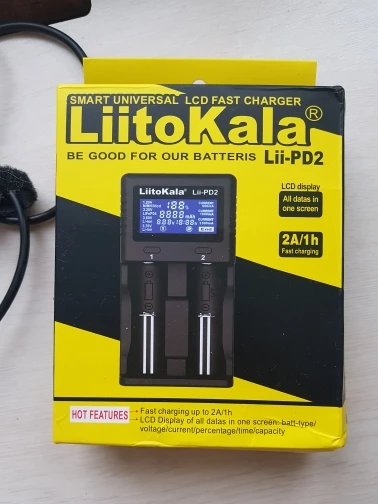 SMART UNIVERSAL LCD FAST CHARGER
LiitoKala®
BE GOOD FOR OUR BATTERIS Lii-PD2
LCD display
All datas in
one screen
2A/1h
Fast charging
LiitoKala® Lii-PD2
1 2
HOT FEATURES
Fast charging up to 2A/1h
LCD Display of all datas in one screen: batt-type/
voltage/current/percentage/time/capacity